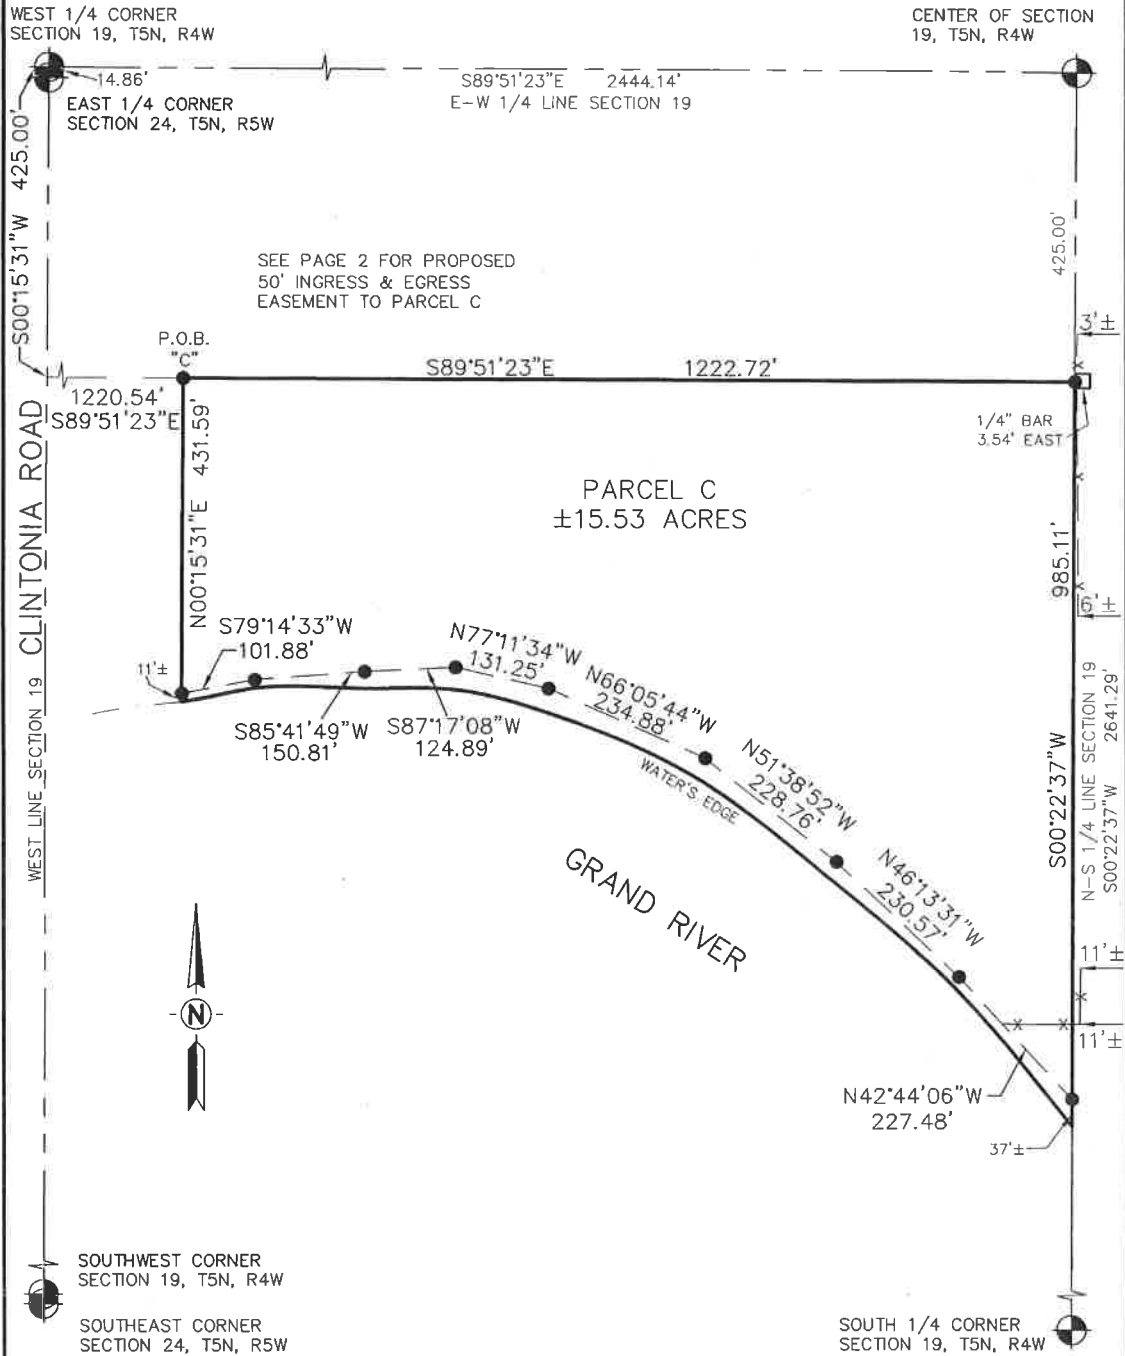 WEST 1/4 CORNER
SECTION 19, T5N, R4W
CENTER OF SECTION
19, T5N, R4W
14.86'
EAST 1/4 CORNER
SECTION 24, T5N, R5W
S89°51'23"E 2444.14'
E-W 1/4 LINE SECTION 19
S00°15'31"W 425.00'
425.00'
SEE PAGE 2 FOR PROPOSED
50' INGRESS & EGRESS
EASEMENT TO PARCEL C
3'±
P.O.B.
"C"
S89°51'23"E 1222.72'
1220.54'
S89°51'23"E
1/4" BAR
3.54' EAST
N00°15'31"E 431.59'
PARCEL C
±15.53 ACRES
985.11'
S00°22'37"W
6'±
WEST LINE SECTION 19 CLINTONIA ROAD
S79°14'33"W
101.88'
11'±
N77°11'34"W
131.25'
N66°05'44"W
234.88'
S85°41'49"W
150.81'
S87°17'08"W
124.89'
N51°38'52"W
228.76'
WATER'S EDGE
N-S 1/4 LINE SECTION 19
S00°22'37"W 2641.29'
GRAND RIVER
N46°13'31"W
230.57'
11'±
N
11'±
N42°44'06"W
227.48'
37'±
SOUTHWEST CORNER
SECTION 19, T5N, R4W
SOUTHEAST CORNER
SECTION 24, T5N, R5W
SOUTH 1/4 CORNER
SECTION 19, T5N, R4W